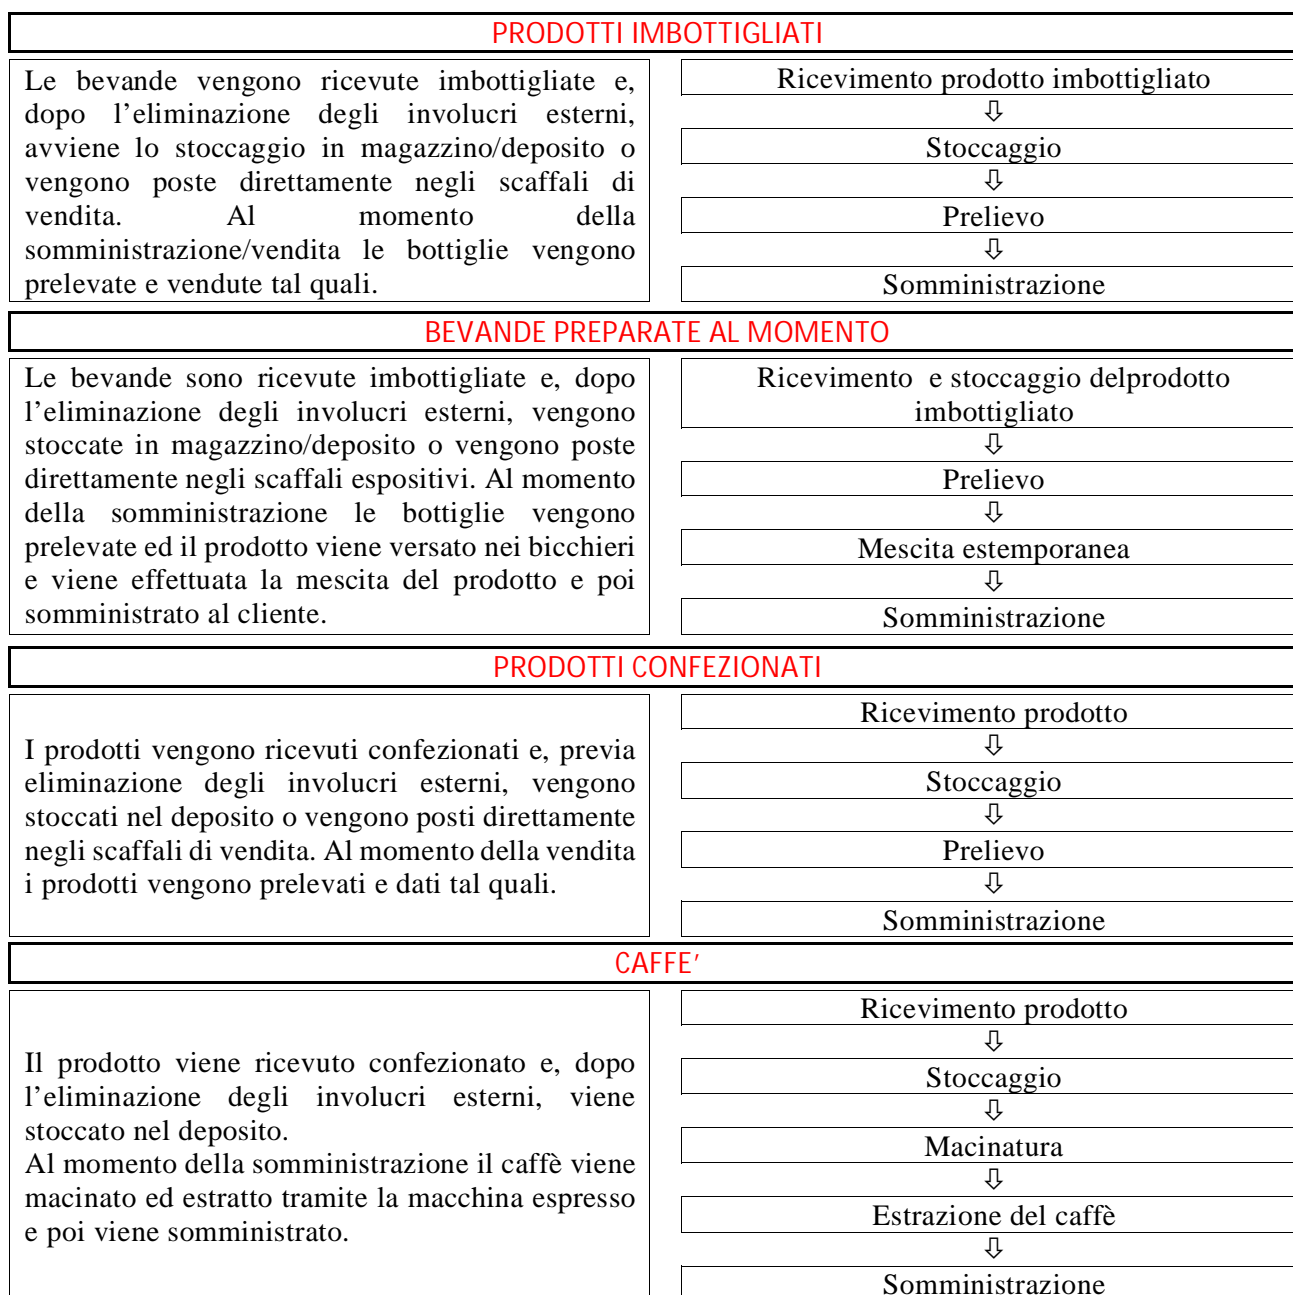 PRODOTTI IMBOTTIGLIATI
Le bevande vengono ricevute imbottigliate e,
dopo l’eliminazione degli involucri esterni,
avviene lo stoccaggio in magazzino/deposito o
vengono poste direttamente negli scaffali di
vendita. Al momento della
somministrazione/vendita le bottiglie vengono
prelevate e vendute tal quali.
Ricevimento prodotto imbottigliato
⇩
Stoccaggio
⇩
Prelievo
⇩
Somministrazione
BEVANDE PREPARATE AL MOMENTO
Le bevande sono ricevute imbottigliate e, dopo
l’eliminazione degli involucri esterni, vengono
stoccate in magazzino/deposito o vengono poste
direttamente negli scaffali espositivi. Al momento
della somministrazione le bottiglie vengono
prelevate ed il prodotto viene versato nei bicchieri
e viene effettuata la mescita del prodotto e poi
somministrato al cliente.
Ricevimento e stoccaggio delprodotto
imbottigliato
⇩
Prelievo
⇩
Mescita estemporanea
⇩
Somministrazione
PRODOTTI CONFEZIONATI
I prodotti vengono ricevuti confezionati e, previa
eliminazione degli involucri esterni, vengono
stoccati nel deposito o vengono posti direttamente
negli scaffali di vendita. Al momento della vendita
i prodotti vengono prelevati e dati tal quali.
Ricevimento prodotto
⇩
Stoccaggio
⇩
Prelievo
⇩
Somministrazione
CAFFE’
Il prodotto viene ricevuto confezionato e, dopo
l’eliminazione degli involucri esterni, viene
stoccato nel deposito.
Al momento della somministrazione il caffè viene
macinato ed estratto tramite la macchina espresso
e poi viene somministrato.
Ricevimento prodotto
⇩
Stoccaggio
⇩
Macinatura
⇩
Estrazione del caffè
⇩
Somministrazione